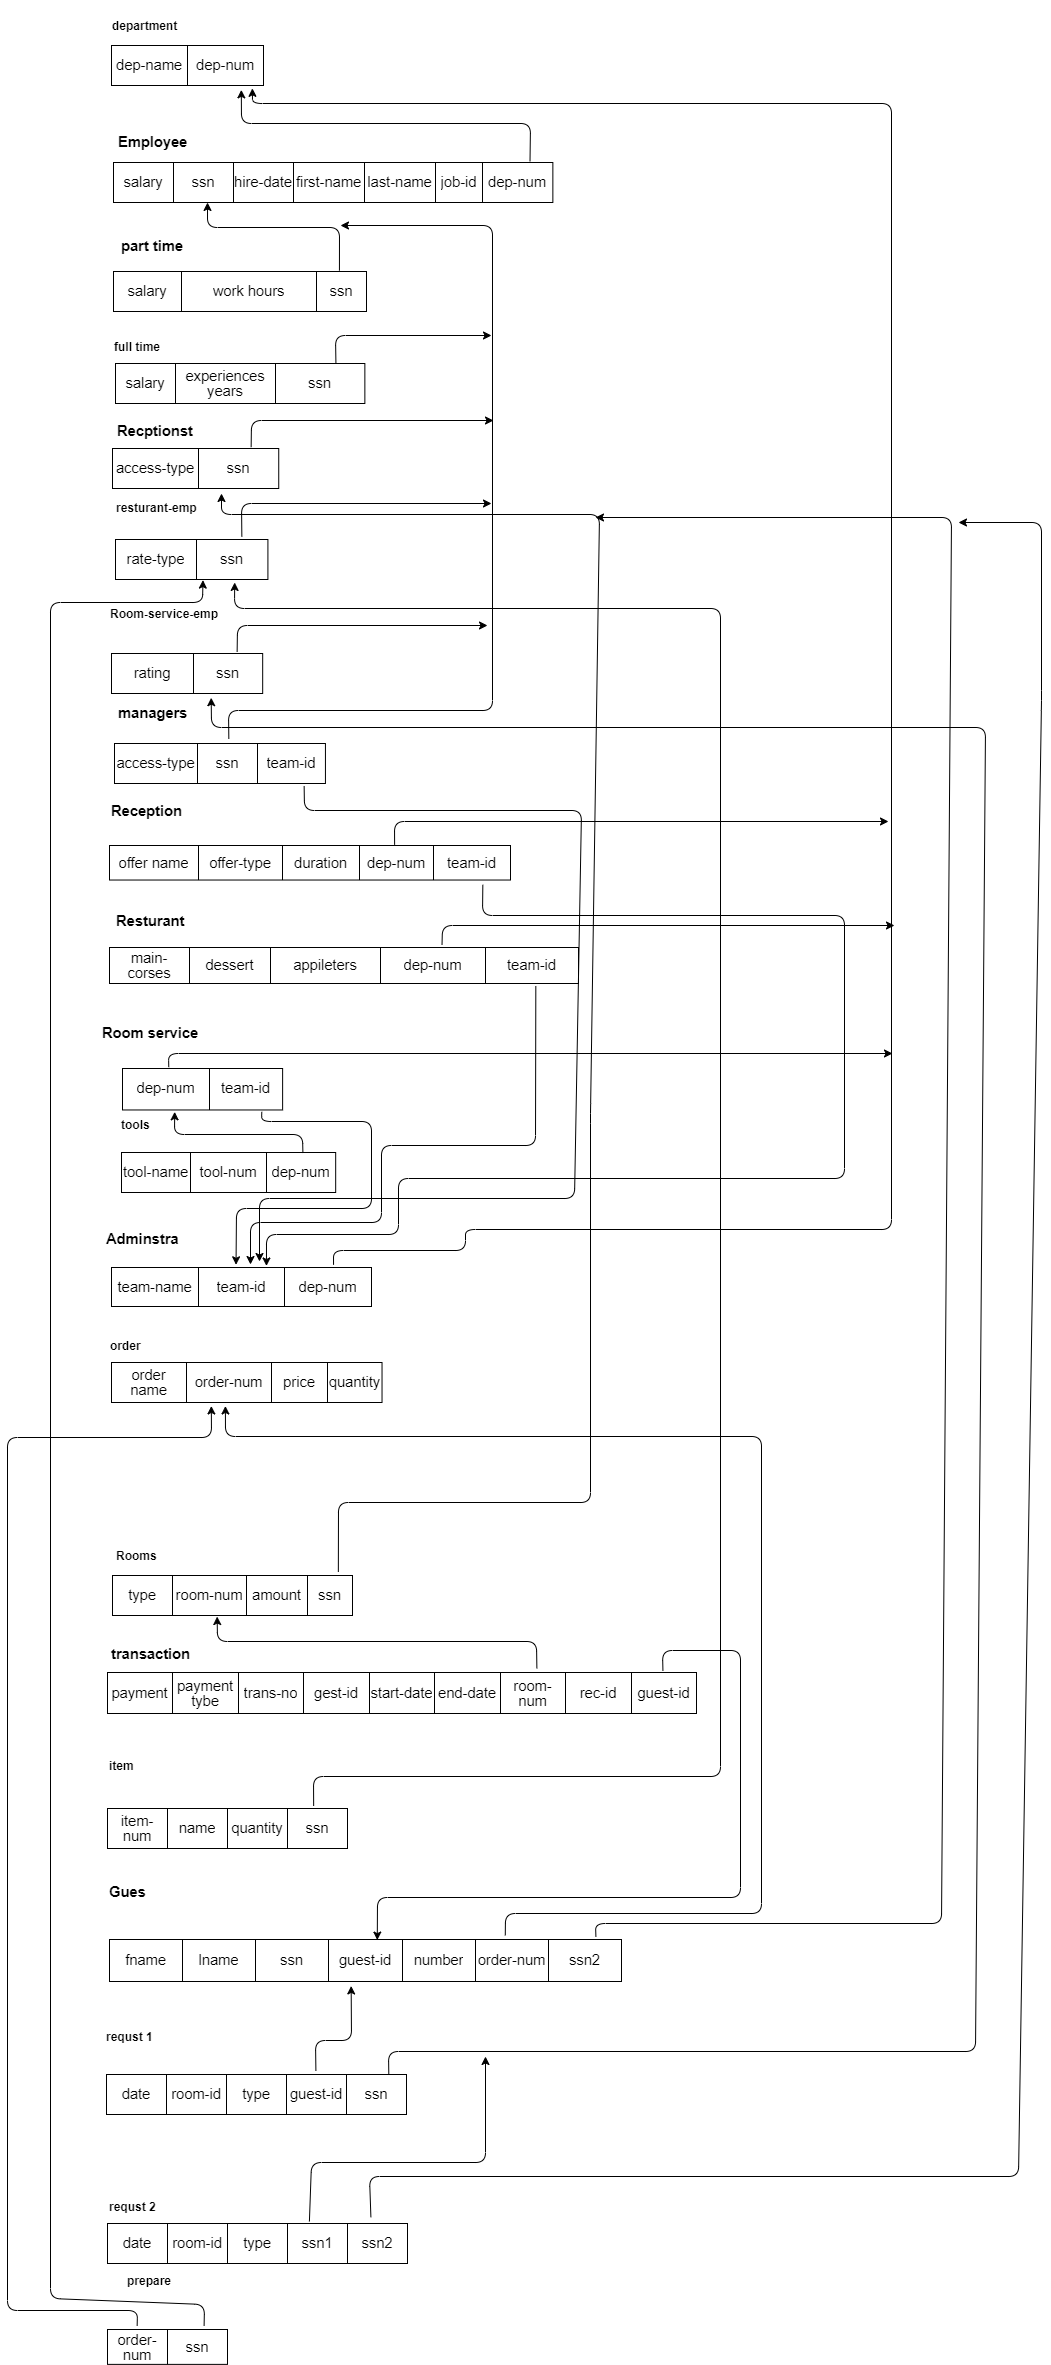 department
dep-name dep-num
Employee
salary ssn hire-date first-name last-name job-id dep-num
part time
salary work hours ssn
full time
salary experiences years ssn
Recptionst
access-type ssn
resturant-emp
rate-type ssn
Room-service-emp
rating ssn
managers
access-type ssn team-id
Reception
offer name offer-type duration dep-num team-id
Resturant
main-corses dessert appileters dep-num team-id
Room service
dep-num team-id
tools
tool-name tool-num dep-num
Adminstra
team-name team-id dep-num
order
order name order-num price quantity
Rooms
type room-num amount ssn
transaction
payment payment tybe trans-no gest-id start-date end-date room-num rec-id guest-id
item
item-num name quantity ssn
Gues
fname lname ssn guest-id number order-num ssn2
requst 1
date room-id type guest-id ssn
requst 2
date room-id type ssn1 ssn2
prepare
order-num ssn